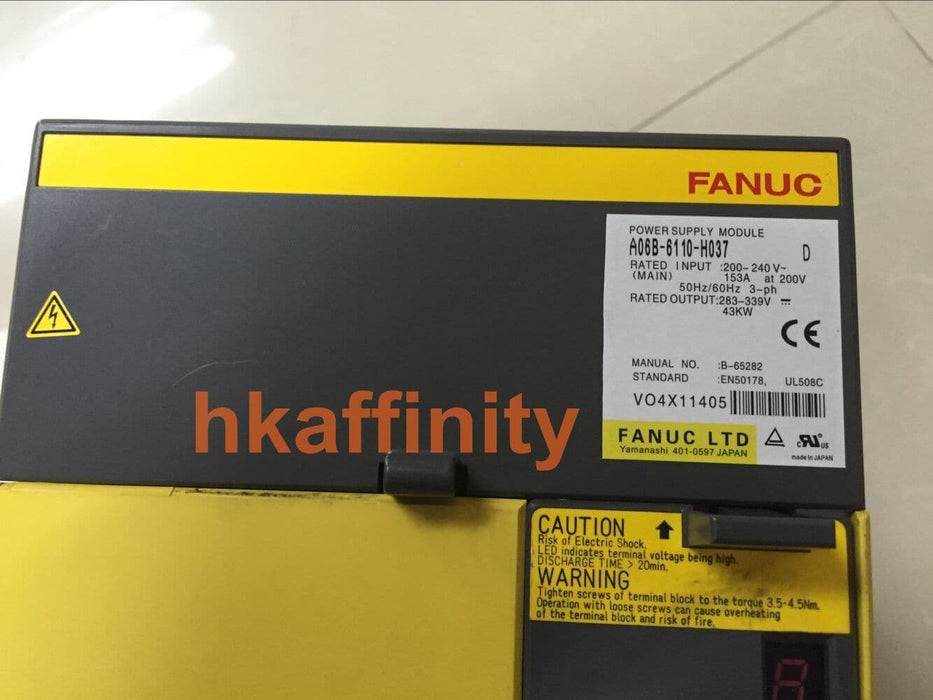 FANUC
POWER SUPPLY MODULE
A06B-6110-H037 D
RATED INPUT :200-240V~
(MAIN) 153A at 200V
50Hz/60Hz 3-ph
RATED OUTPUT:283-339V ⎓
43KW
CE
MANUAL NO. :B-65282
STANDARD :EN50178, UL508C
VO4X11405
FANUC LTD
Yamanashi 401-0597 JAPAN
c RU us
made in JAPAN
hkaffinity
CAUTION
Risk of Electric Shock.
LED indicates terminal voltage being high.
DISCHARGE TIME > 20min.
WARNING
Tighten screws of terminal block to the torque 3.5-4.5Nm.
Operation with loose screws can cause overheating
of the terminal block and risk of fire.